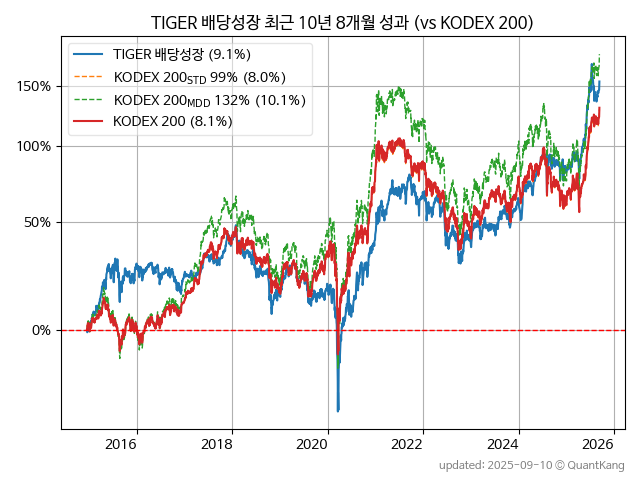 TIGER 배당성장 최근 10년 8개월 성과 (vs KODEX 200)
TIGER 배당성장 (9.1%)
KODEX 200STD 99% (8.0%)
KODEX 200MDD 132% (10.1%)
KODEX 200 (8.1%)
150%
100%
50%
0%
2016 2018 2020 2022 2024 2026
updated: 2025-09-10 © QuantKang